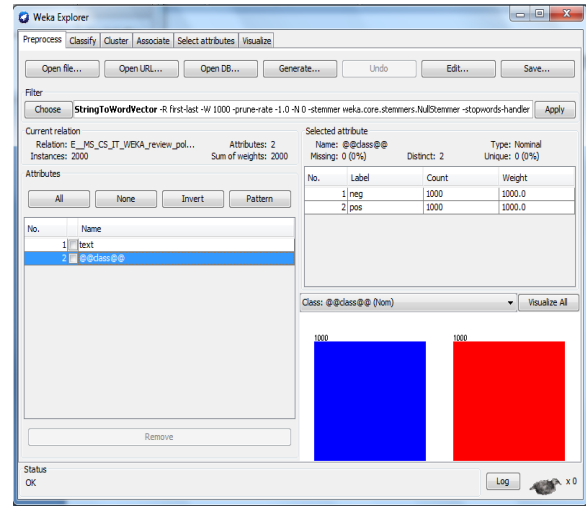 Weka Explorer
Preprocess Classify Cluster Associate Select attributes Visualize
Open file... Open URL... Open DB... Generate... Undo Edit... Save...
Filter
Choose StringToWordVector -R first-last -W 1000 -prune-rate -1.0 -N 0 -stemmer weka.core.stemmers.NullStemmer -stopwords-handler Apply
Current relation
Relation: E__MS_CS_IT_WEKA_review_pol... Attributes: 2
Instances: 2000 Sum of weights: 2000
Attributes
All None Invert Pattern
No. Name
1 text
2 @@class@@
Remove
Selected attribute
Name: @@class@@ Type: Nominal
Missing: 0 (0%) Distinct: 2 Unique: 0 (0%)
No. Label Count Weight
1 neg 1000 1000.0
2 pos 1000 1000.0
Class: @@class@@ (Nom) Visualize All
1000 1000
Status
OK
Log x 0